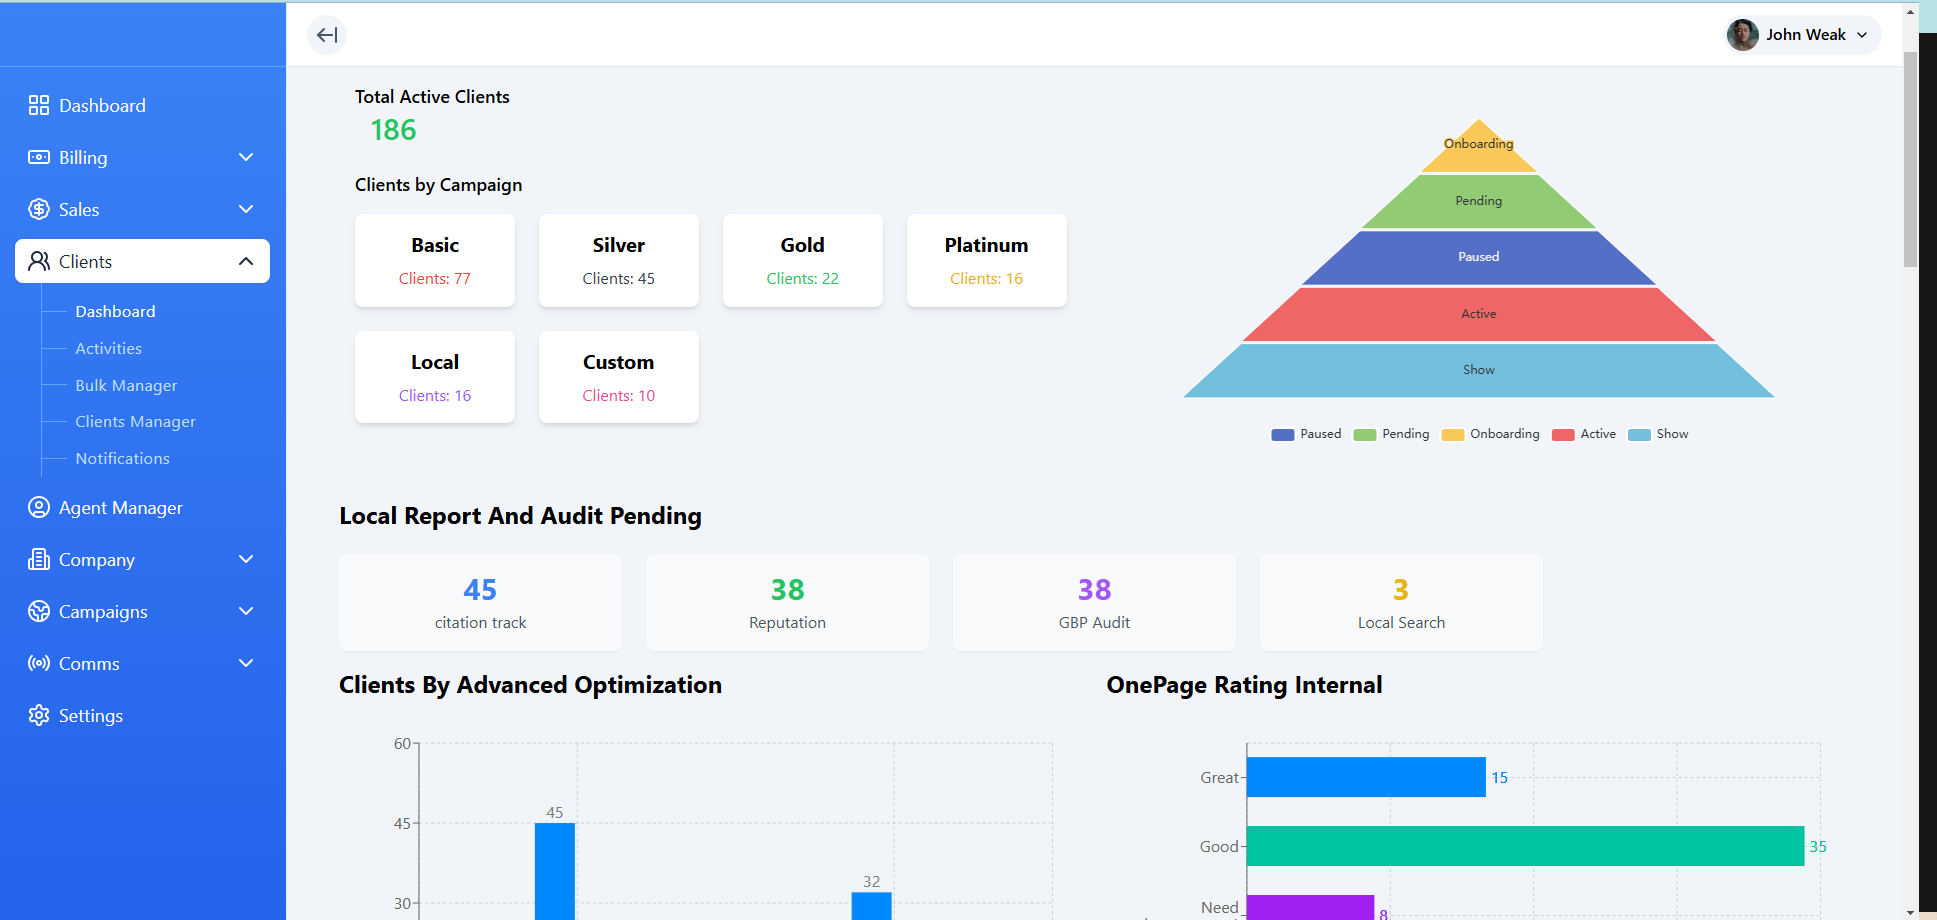 John Weak
Dashboard
Billing
Sales
Clients
Dashboard
Activities
Bulk Manager
Clients Manager
Notifications
Agent Manager
Company
Campaigns
Comms
Settings
Total Active Clients
186
Clients by Campaign
Basic
Clients: 77
Silver
Clients: 45
Gold
Clients: 22
Platinum
Clients: 16
Local
Clients: 16
Custom
Clients: 10
Onboarding
Pending
Paused
Active
Show
Paused Pending Onboarding Active Show
Local Report And Audit Pending
45
citation track
38
Reputation
38
GBP Audit
3
Local Search
Clients By Advanced Optimization
60
45
30
45
32
OnePage Rating Internal
Great
15
Good
35
Need
8